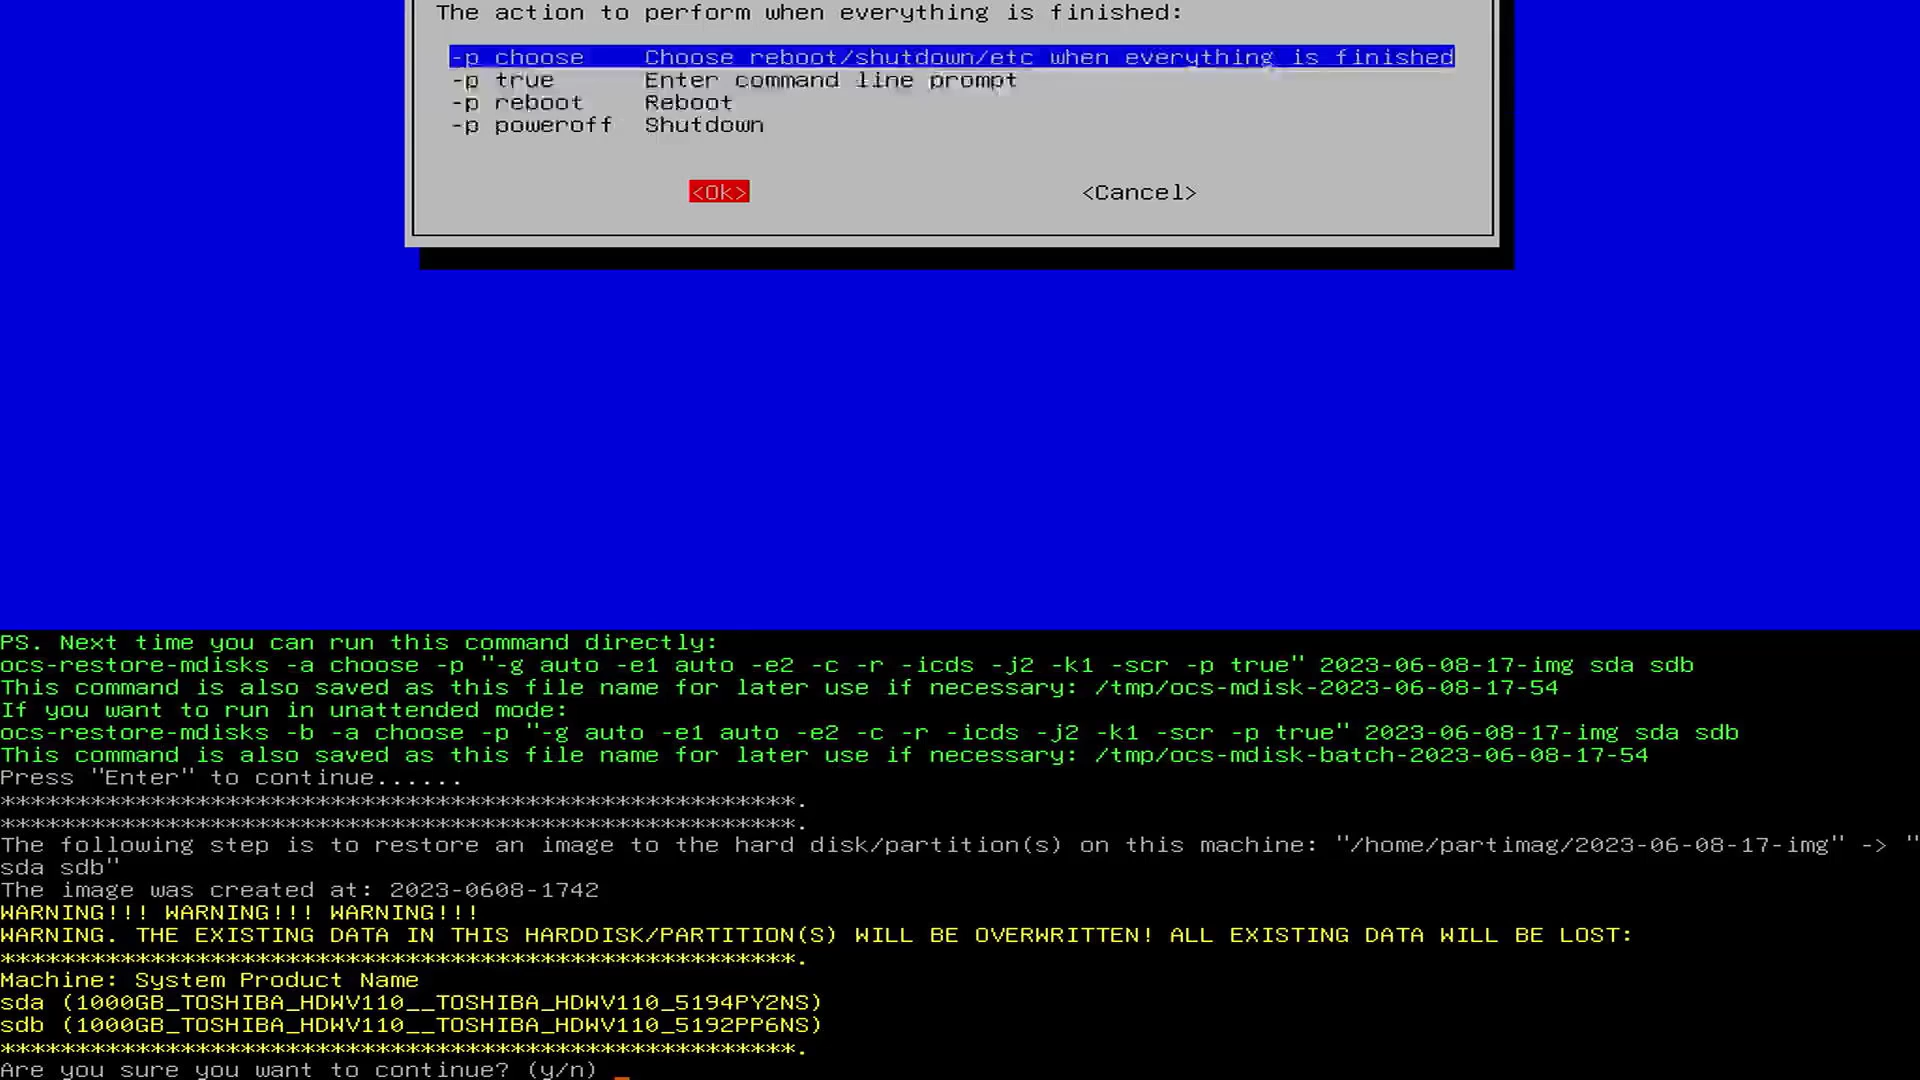 The action to perform when everything is finished:
-p choose Choose reboot/shutdown/etc when everything is finished
-p true Enter command line prompt
-p reboot Reboot
-p poweroff Shutdown
<Ok> <Cancel>
PS. Next time you can run this command directly:
ocs-restore-mdisks -a choose -p "-g auto -e1 auto -e2 -c -r -icds -j2 -k1 -scr -p true" 2023-06-08-17-img sda sdb
This command is also saved as this file name for later use if necessary: /tmp/ocs-mdisk-2023-06-08-17-54
If you want to run in unattended mode:
ocs-restore-mdisks -b -a choose -p "-g auto -e1 auto -e2 -c -r -icds -j2 -k1 -scr -p true" 2023-06-08-17-img sda sdb
This command is also saved as this file name for later use if necessary: /tmp/ocs-mdisk-batch-2023-06-08-17-54
Press "Enter" to continue......
*****************************************************.
*****************************************************.
The following step is to restore an image to the hard disk/partition(s) on this machine: "/home/partimag/2023-06-08-17-img" -> "
sda sdb"
The image was created at: 2023-0608-1742
WARNING!!! WARNING!!! WARNING!!!
WARNING. THE EXISTING DATA IN THIS HARDDISK/PARTITION(S) WILL BE OVERWRITTEN! ALL EXISTING DATA WILL BE LOST:
*****************************************************.
Machine: System Product Name
sda (1000GB_TOSHIBA_HDWV110__TOSHIBA_HDWV110_5194PY2NS)
sdb (1000GB_TOSHIBA_HDWV110__TOSHIBA_HDWV110_5192PP6NS)
*****************************************************.
Are you sure you want to continue? (y/n)